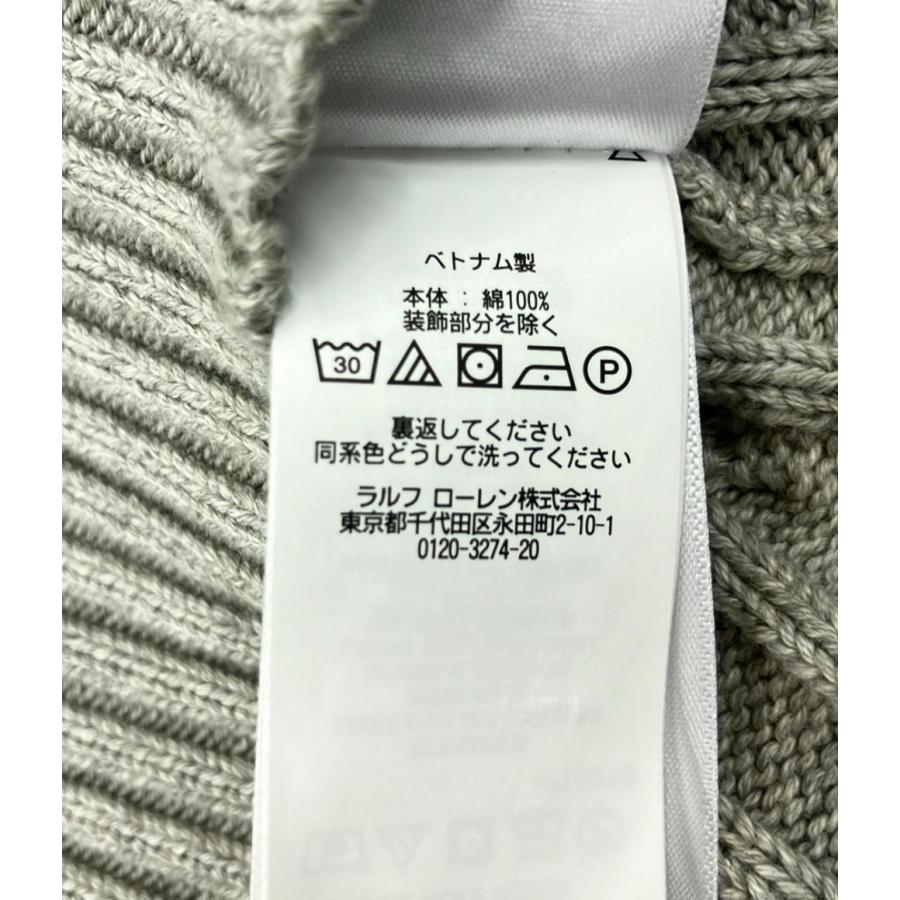 ベトナム製
本体 : 綿100%
装飾部分を除く
30 P
裏返してください
同系色どうしで洗ってください
ラルフ ローレン株式会社
東京都千代田区永田町2-10-1
0120-3274-20